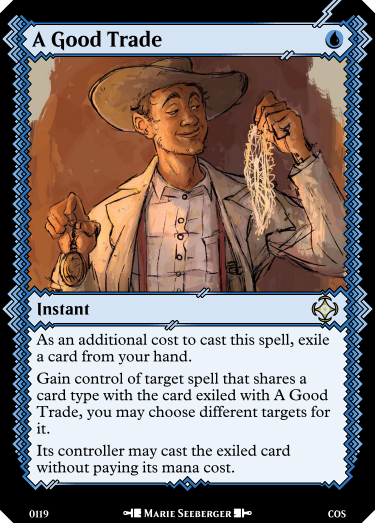 A Good Trade
Instant
As an additional cost to cast this spell, exile
a card from your hand.
Gain control of target spell that shares a
card type with the card exiled with A Good
Trade, you may choose different targets for
it.
Its controller may cast the exiled card
without paying its mana cost.
0119
Marie Seeberger
COS